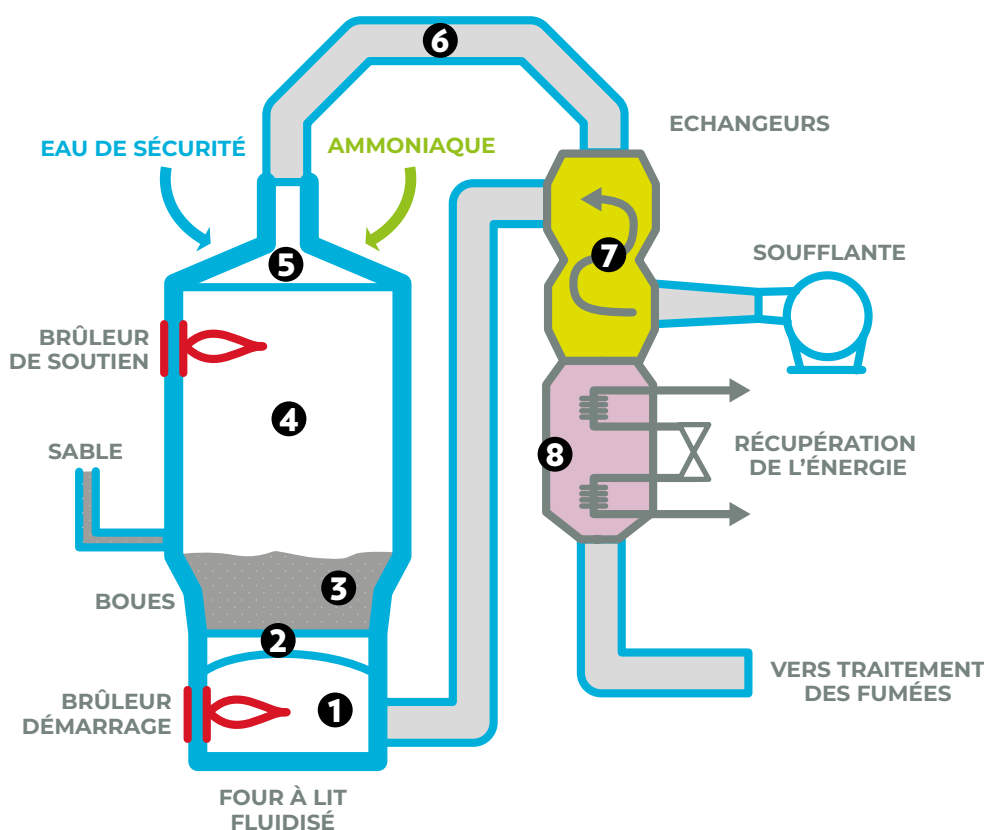 6
ECHANGEURS
EAU DE SÉCURITÉ
AMMONIAQUE
5
7
SOUFFLANTE
BRÛLEUR
DE SOUTIEN
4
8
RÉCUPÉRATION
DE L'ÉNERGIE
SABLE
3
BOUES
2
VERS TRAITEMENT
DES FUMÉES
BRÛLEUR
DÉMARRAGE
1
FOUR À LIT
FLUIDISÉ